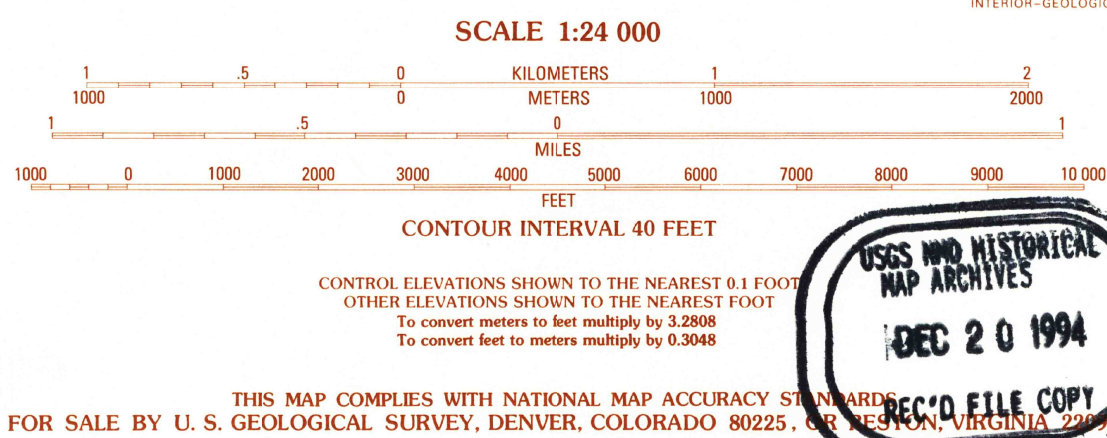 INTERIOR-GEOLOGIC
SCALE 1:24 000
1 .5 0 KILOMETERS 1 2
1000 0 METERS 1000 2000
1 .5 0 1
MILES
1000 0 1000 2000 3000 4000 5000 6000 7000 8000 9000 10 000
FEET
CONTOUR INTERVAL 40 FEET
CONTROL ELEVATIONS SHOWN TO THE NEAREST 0.1 FOOT
OTHER ELEVATIONS SHOWN TO THE NEAREST FOOT
To convert meters to feet multiply by 3.2808
To convert feet to meters multiply by 0.3048
USGS NMD HISTORICAL
MAP ARCHIVES
DEC 20 1994
REC'D FILE COPY
THIS MAP COMPLIES WITH NATIONAL MAP ACCURACY STANDARDS
FOR SALE BY U. S. GEOLOGICAL SURVEY, DENVER, COLORADO 80225, OR RESTON, VIRGINIA